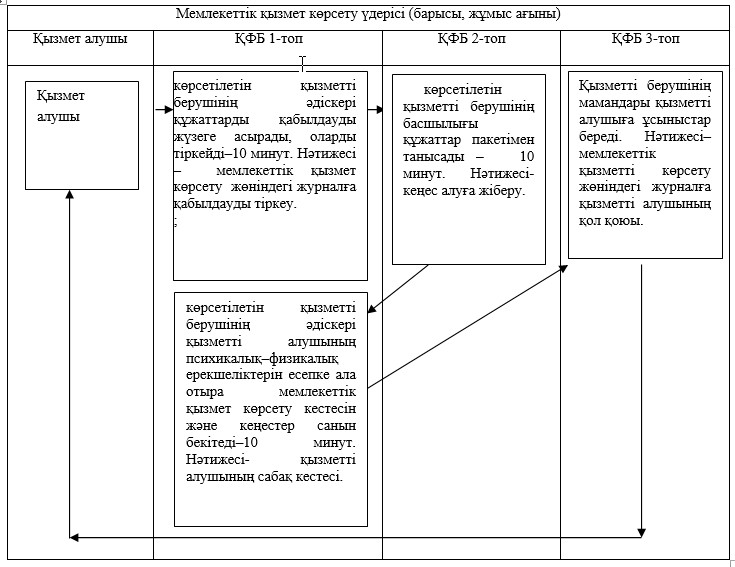 Мемлекеттік қызмет көрсету үдерісі (барысы, жұмыс ағыны)
Қызмет алушы
ҚФБ 1-топ
ҚФБ 2-топ
ҚФБ 3-топ
Қызмет
алушы
көрсетілетін қызметті
берушінің әдіскері
құжаттарды қабылдауды
жүзеге асырады, оларды
тіркейді–10 минут. Нәтижесі
– мемлекеттік қызмет
көрсету жөніндегі журналға
қабылдауды тіркеу.
;
көрсетілетін
қызметті берушінің
басшылығы
құжаттар пакетімен
танысады – 10
минут. Нәтижесі-
кеңес алуға жіберу.
Қызметті берушінің
мамандары қызметті
алушыға ұсыныстар
береді. Нәтижесі–
мемлекеттік
қызметті көрсету
жөніндегі журналға
қызметті алушының
қол қоюы.
көрсетілетін қызметті
берушінің әдіскері
қызметті алушының
психикалық–физикалық
ерекшеліктерін есепке ала
отыра мемлекеттік
қызмет көрсету кестесін
және кеңестер санын
бекітеді–10 минут.
Нәтижесі- қызметті
алушының сабақ кестесі.